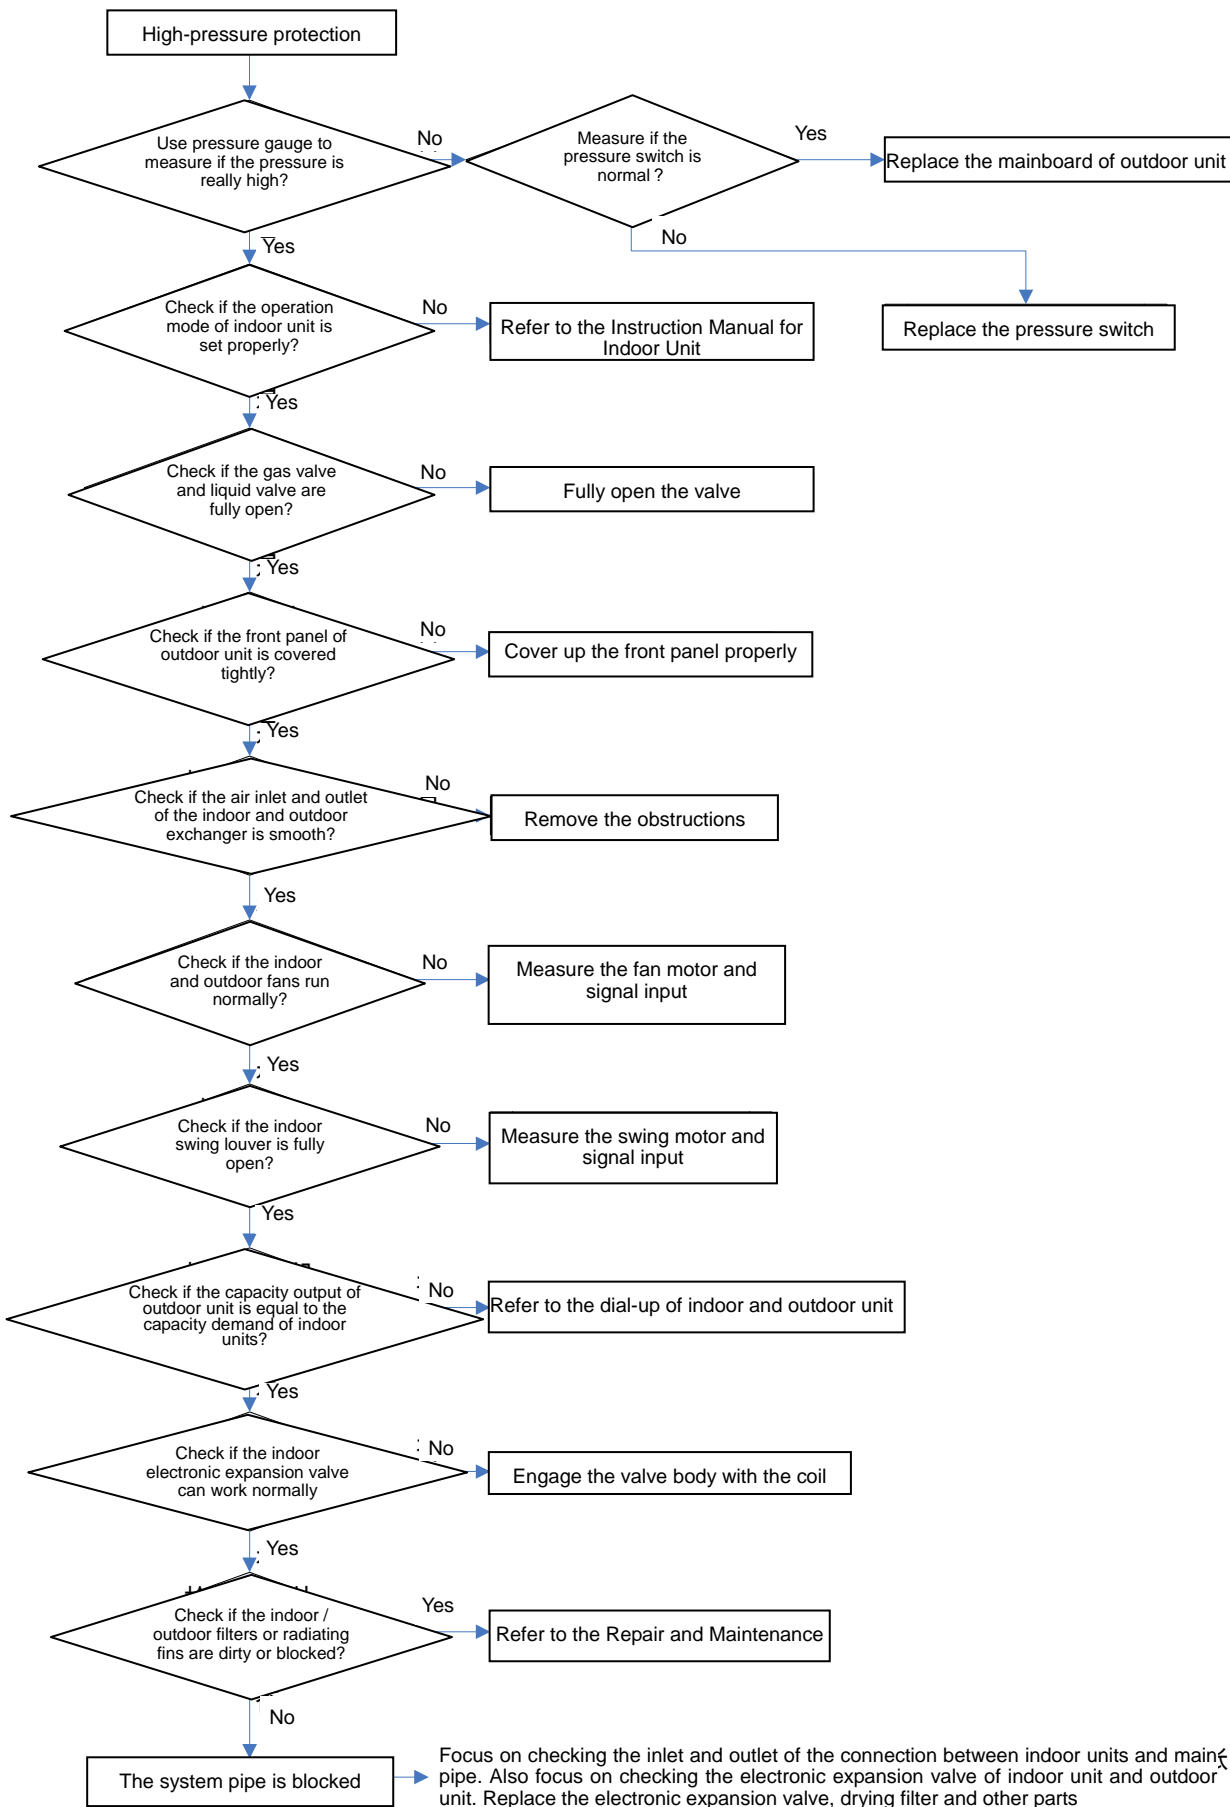 High-pressure protection
Use pressure gauge to
measure if the pressure is
really high?
No
Measure if the
pressure switch is
normal ?
Yes
Replace the mainboard of outdoor unit
No
Replace the pressure switch
Yes
Check if the operation
mode of indoor unit is
set properly?
No
Refer to the Instruction Manual for
Indoor Unit
Yes
Check if the gas valve
and liquid valve are
fully open?
No
Fully open the valve
Yes
Check if the front panel of
outdoor unit is covered
tightly?
No
Cover up the front panel properly
Yes
Check if the air inlet and outlet
of the indoor and outdoor
exchanger is smooth?
No
Remove the obstructions
Yes
Check if the indoor
and outdoor fans run
normally?
No
Measure the fan motor and
signal input
Yes
Check if the indoor
swing louver is fully
open?
No
Measure the swing motor and
signal input
Yes
Check if the capacity output of
outdoor unit is equal to the
capacity demand of indoor
units?
No
Refer to the dial-up of indoor and outdoor unit
Yes
Check if the indoor
electronic expansion valve
can work normally
No
Engage the valve body with the coil
Yes
Check if the indoor /
outdoor filters or radiating
fins are dirty or blocked?
Yes
Refer to the Repair and Maintenance
No
The system pipe is blocked
Focus on checking the inlet and outlet of the connection between indoor units and main
pipe. Also focus on checking the electronic expansion valve of indoor unit and outdoor
unit. Replace the electronic expansion valve, drying filter and other parts